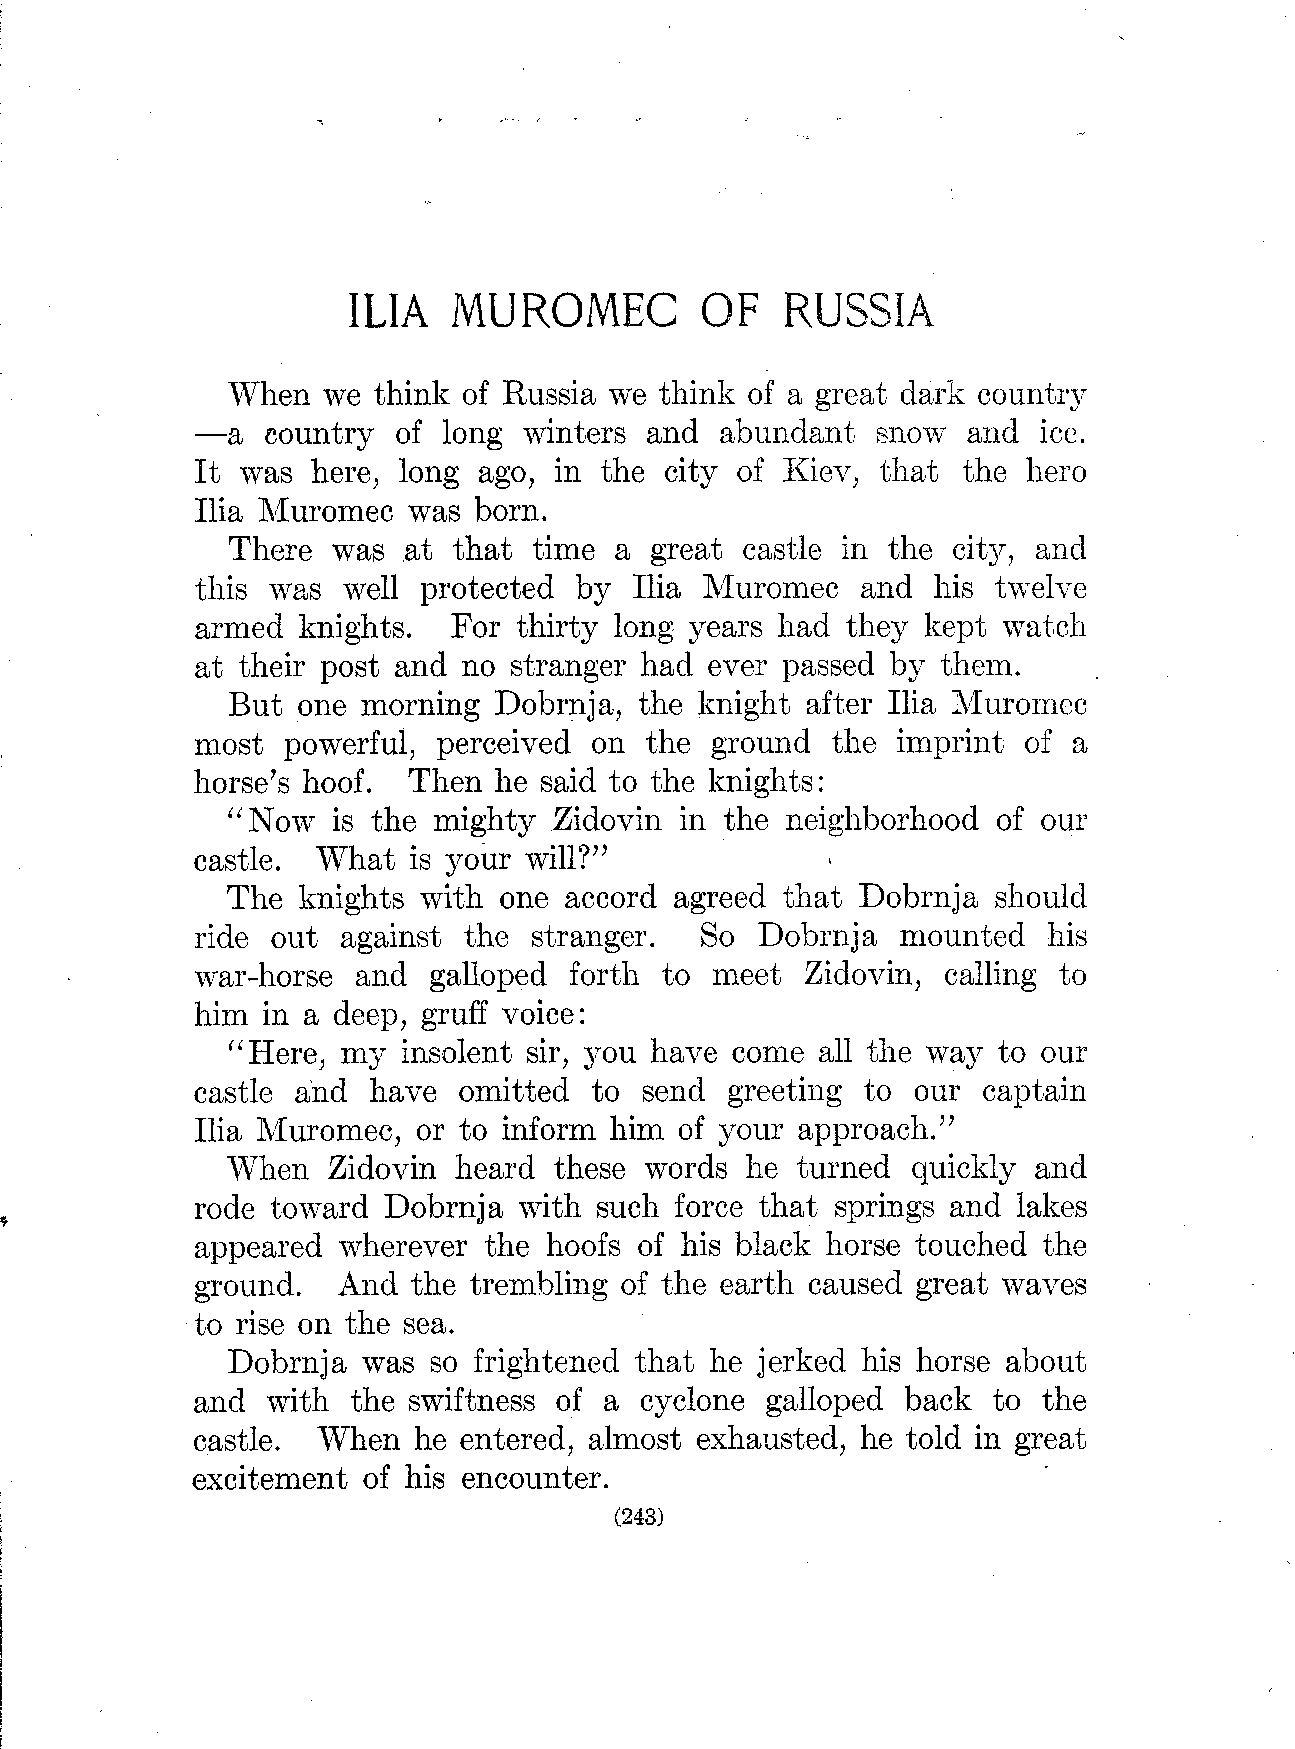 ILIA MUROMEC OF RUSSIA
When we think of Russia we think of a great dark country
—a country of long winters and abundant snow and ice.
It was here, long ago, in the city of Kiev, that the hero
Ilia Muromec was born.
There was at that time a great castle in the city, and
this was well protected by Ilia Muromec and his twelve
armed knights. For thirty long years had they kept watch
at their post and no stranger had ever passed by them.
But one morning Dobrnja, the knight after Ilia Muromec
most powerful, perceived on the ground the imprint of a
horse's hoof. Then he said to the knights:
"Now is the mighty Zidovin in the neighborhood of our
castle. What is your will?"
The knights with one accord agreed that Dobrnja should
ride out against the stranger. So Dobrnja mounted his
war-horse and galloped forth to meet Zidovin, calling to
him in a deep, gruff voice:
"Here, my insolent sir, you have come all the way to our
castle and have omitted to send greeting to our captain
Ilia Muromec, or to inform him of your approach."
When Zidovin heard these words he turned quickly and
rode toward Dobrnja with such force that springs and lakes
appeared wherever the hoofs of his black horse touched the
ground. And the trembling of the earth caused great waves
to rise on the sea.
Dobrnja was so frightened that he jerked his horse about
and with the swiftness of a cyclone galloped back to the
castle. When he entered, almost exhausted, he told in great
excitement of his encounter.
(243)